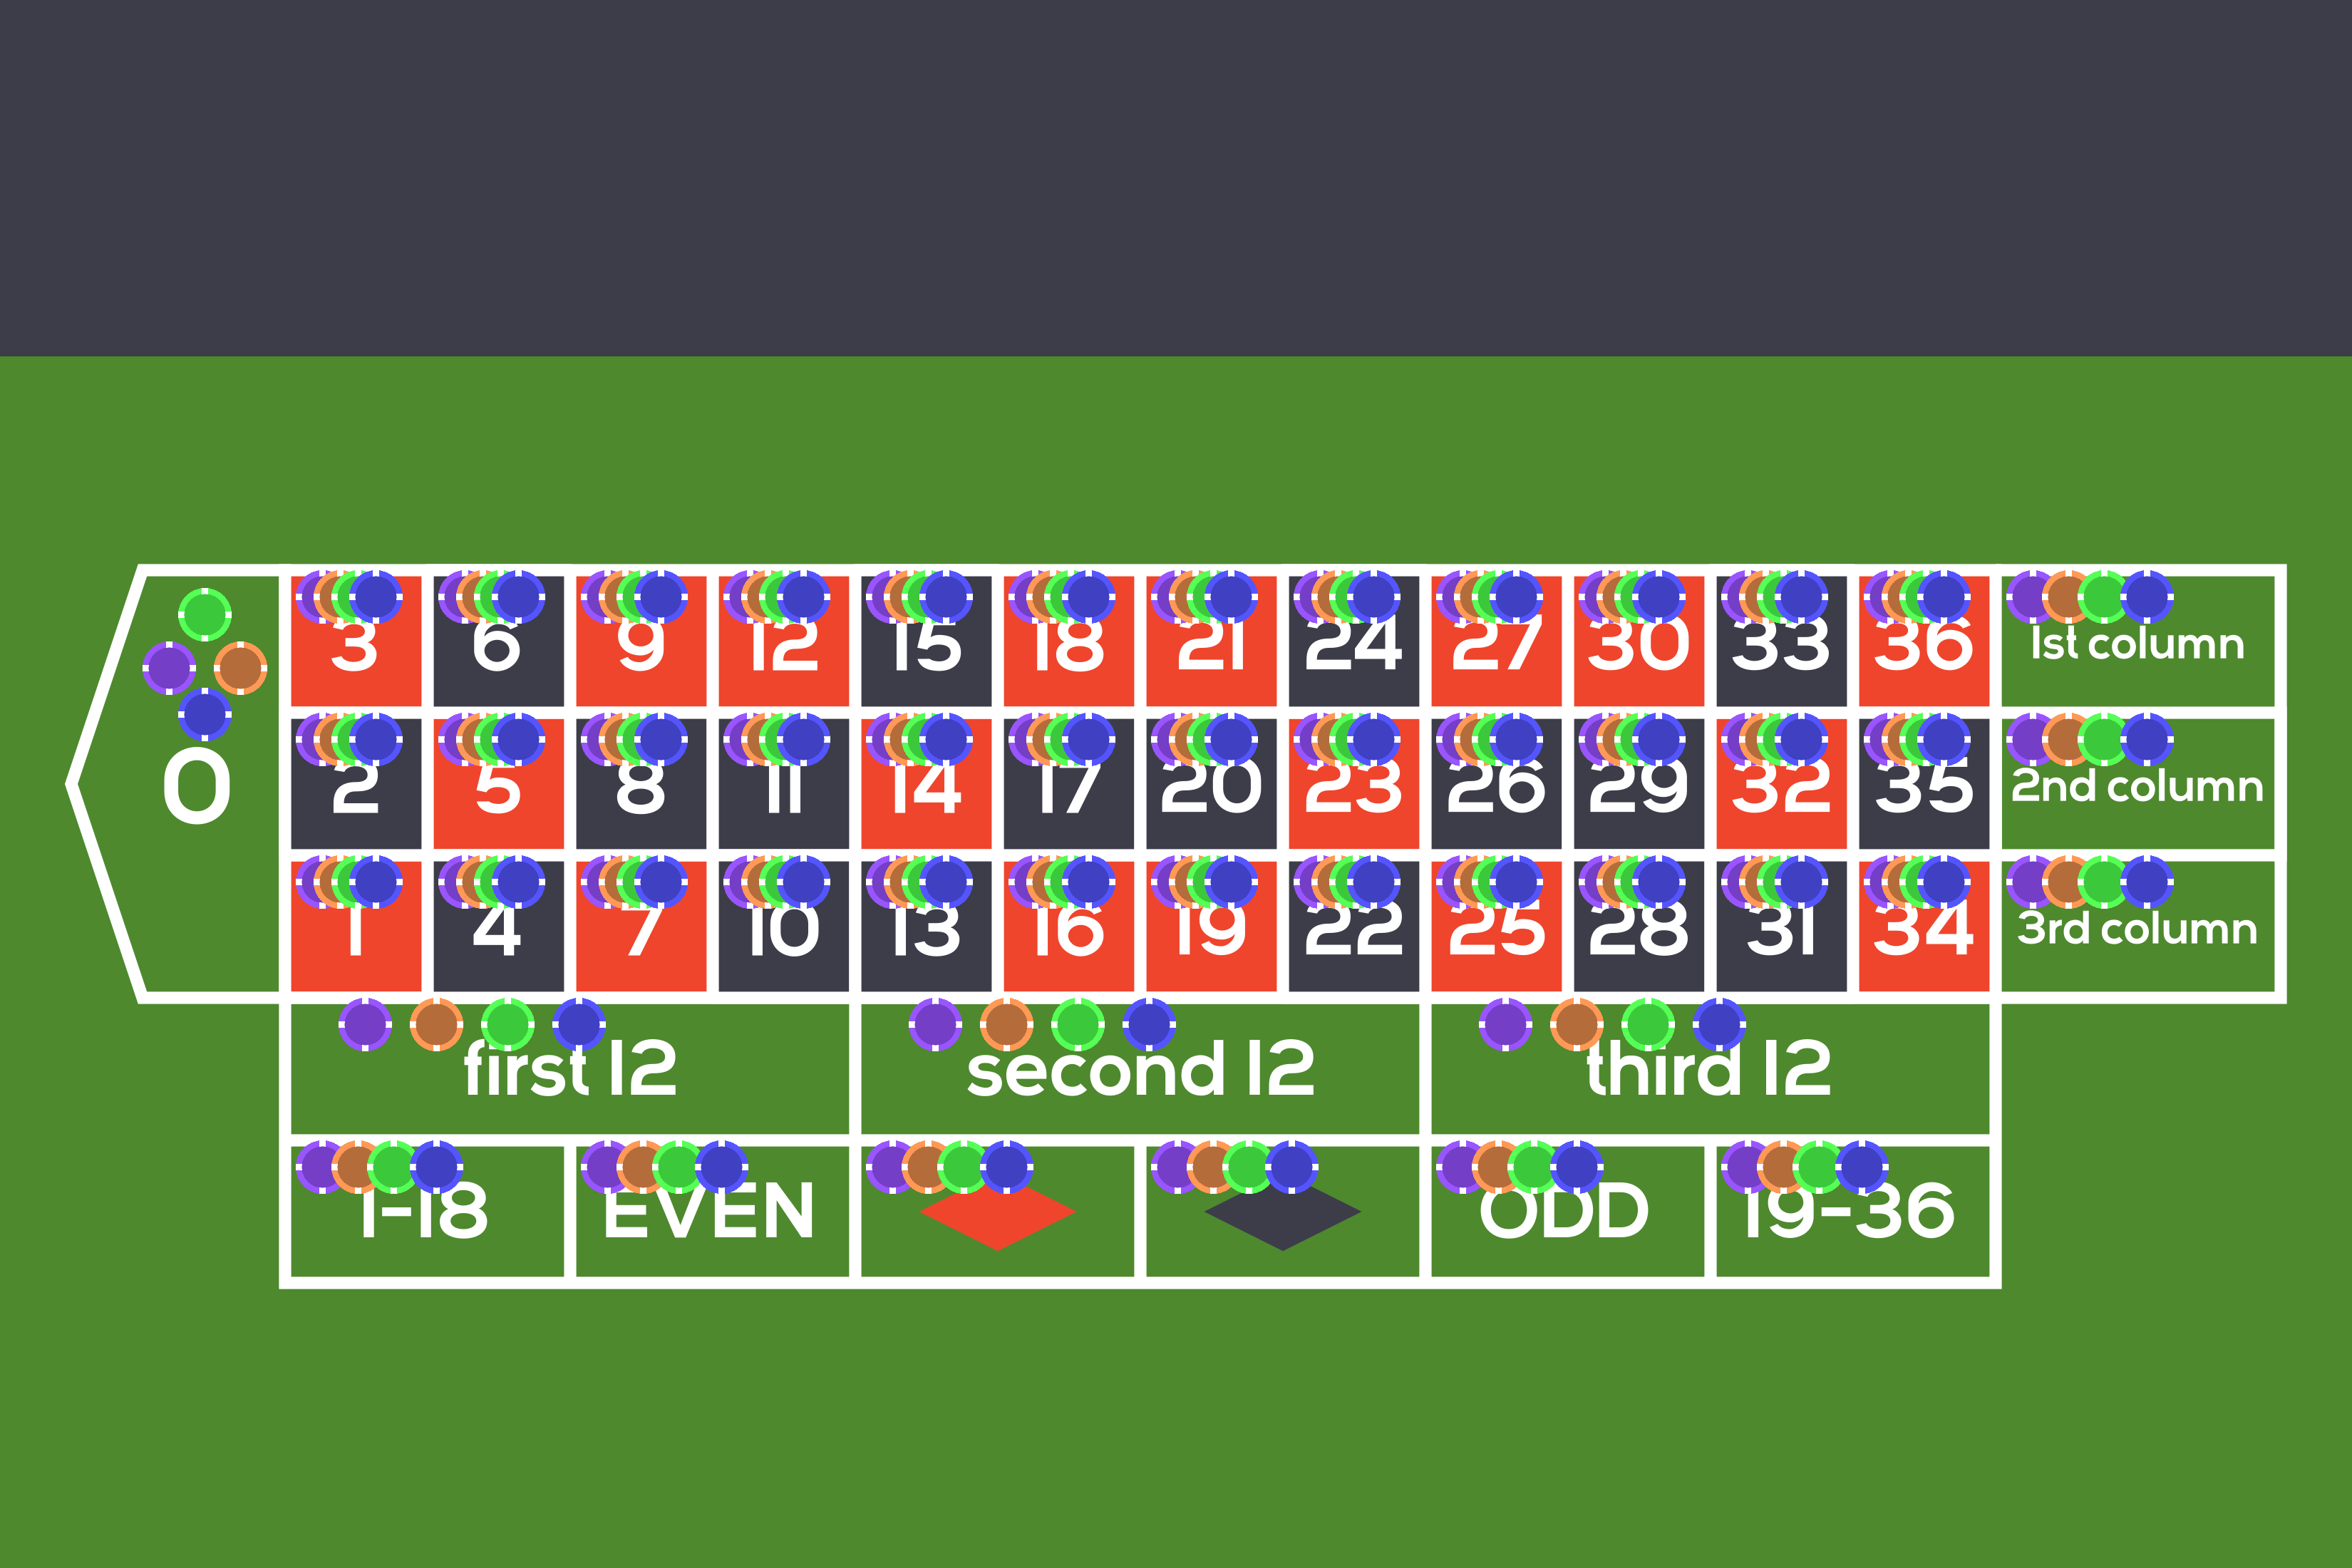 3 6 9 12 15 18 21 24 27 30 33 36 1st column
0 2 5 8 11 14 17 20 23 26 29 32 35 2nd column
1 4 7 10 13 16 19 22 25 28 31 34 3rd column
first 12 second 12 third 12
1-18 EVEN ODD 19-36